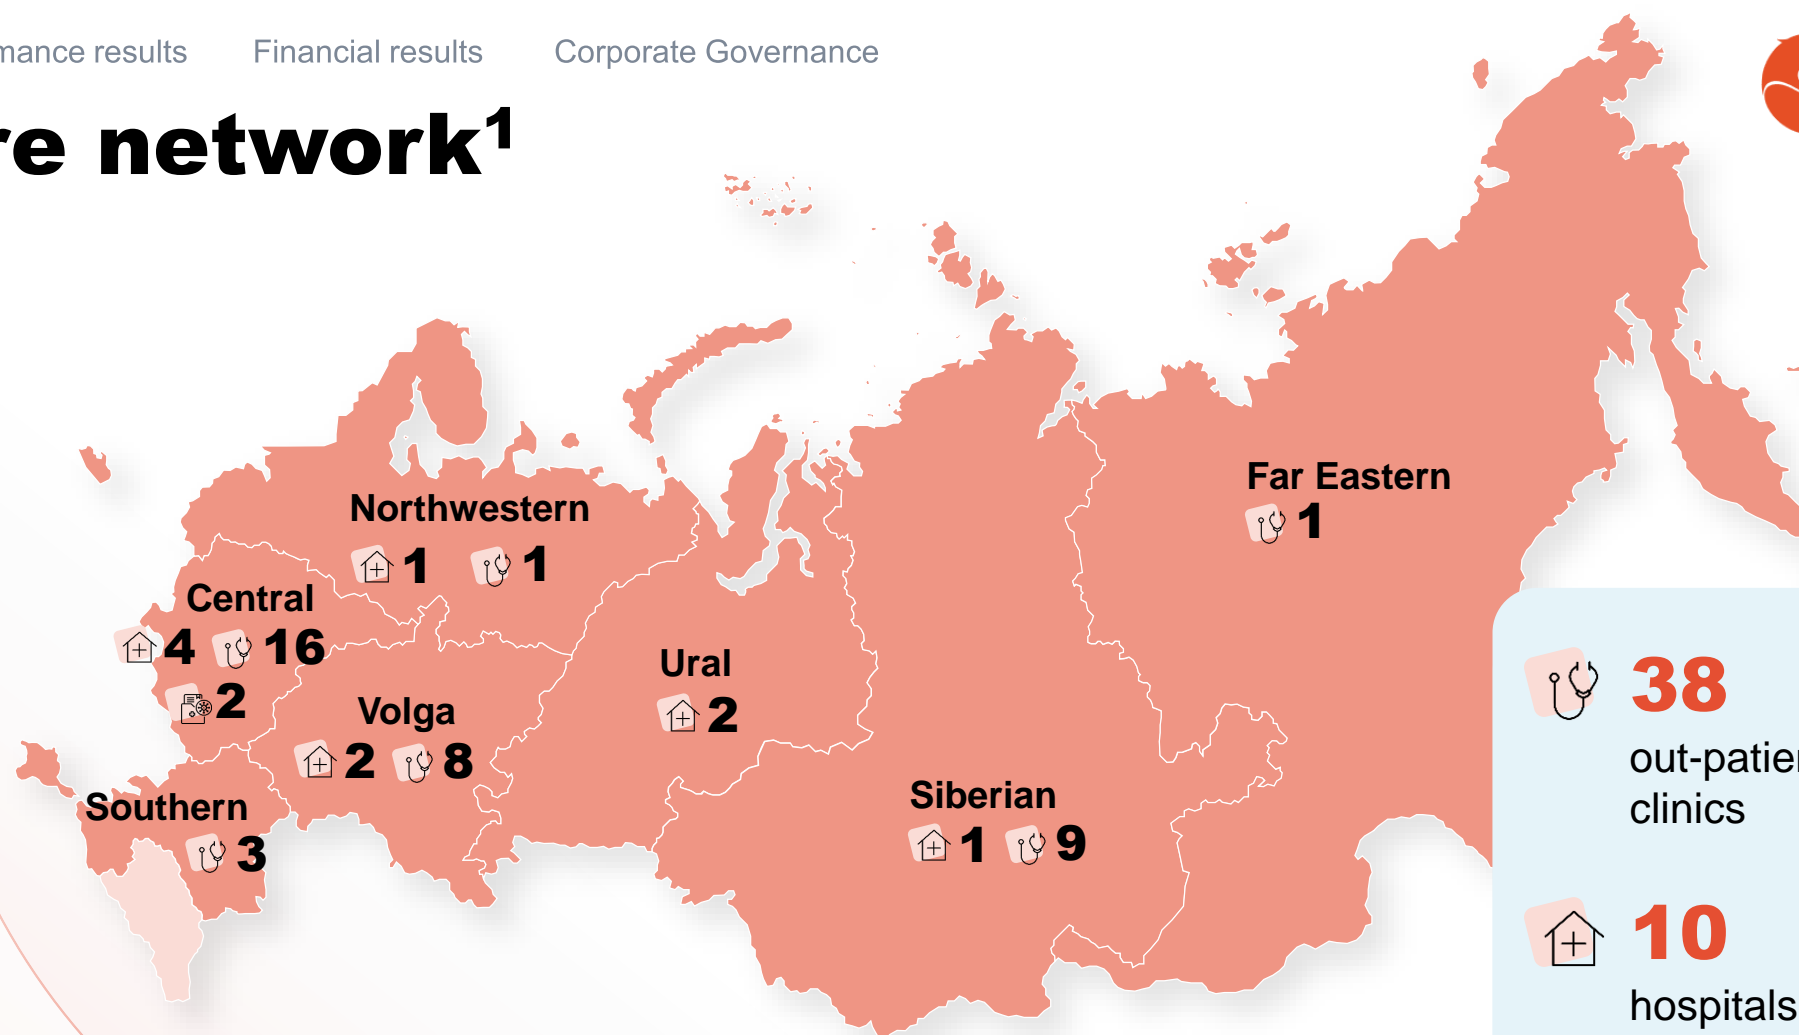 mance results Financial results Corporate Governance
re network1
Far Eastern
1
Northwestern
1 1
Central
4 16
2
Ural
2
Volga
2 8
Siberian
1 9
Southern
3
38
out-patien
clinics
10
hospitals